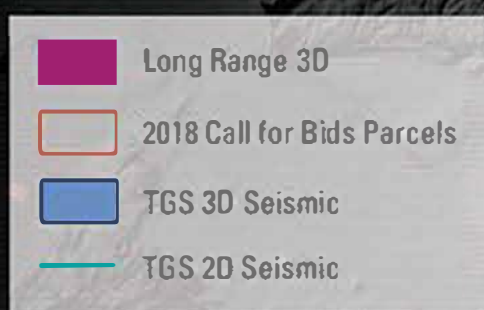 Long Range 3D
2018 Call for Bids Parcels
TGS 3D Seismic
TGS 2D Seismic